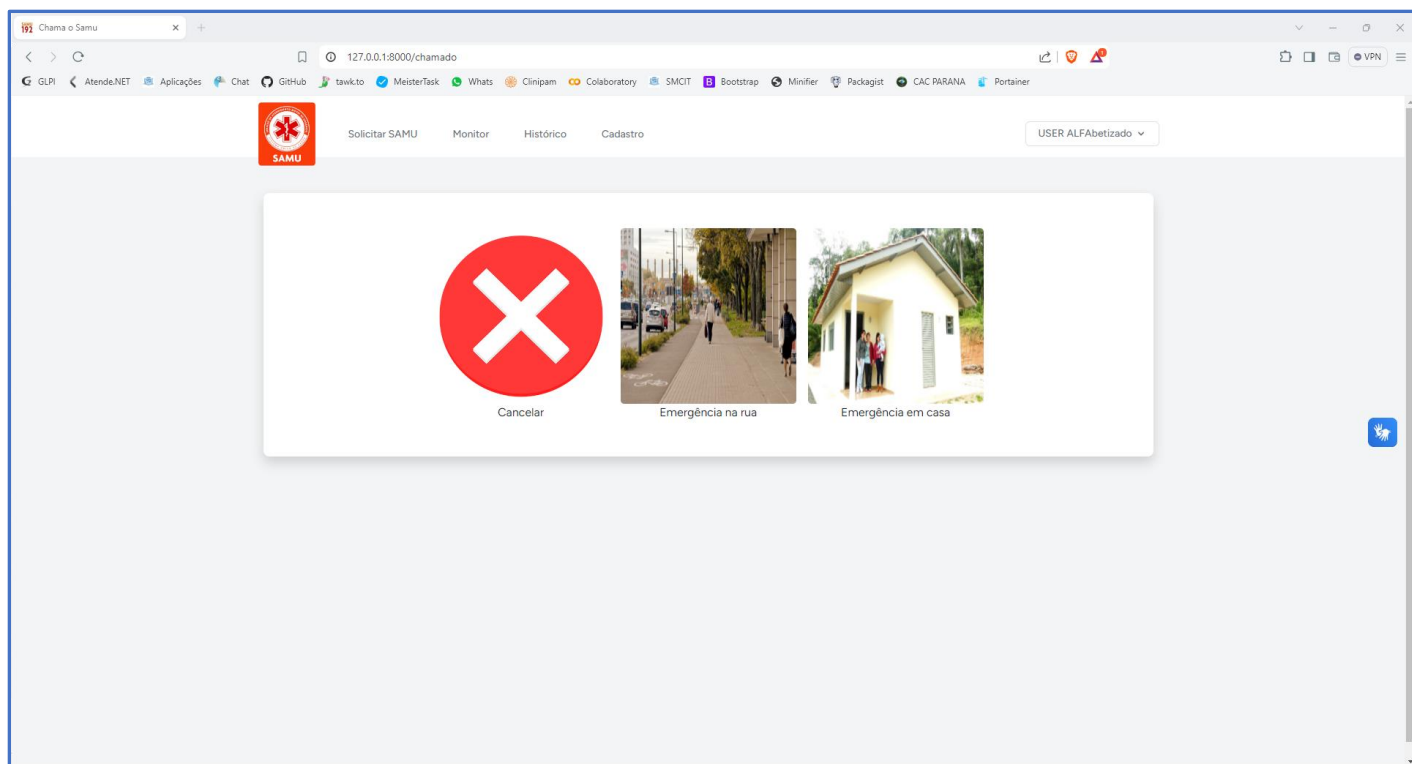 192 Chama o Samu
127.0.0.1:8000/chamado
VPN
GLPI Atende.NET Aplicações Chat GitHub tawk.to MeisterTask Whats Clinipam Colaboratory SMCIT Bootstrap Minifier Packagist CAC PARANA Portainer
SAMU
Solicitar SAMU Monitor Histórico Cadastro USER ALFAbetizado
Cancelar Emergência na rua Emergência em casa